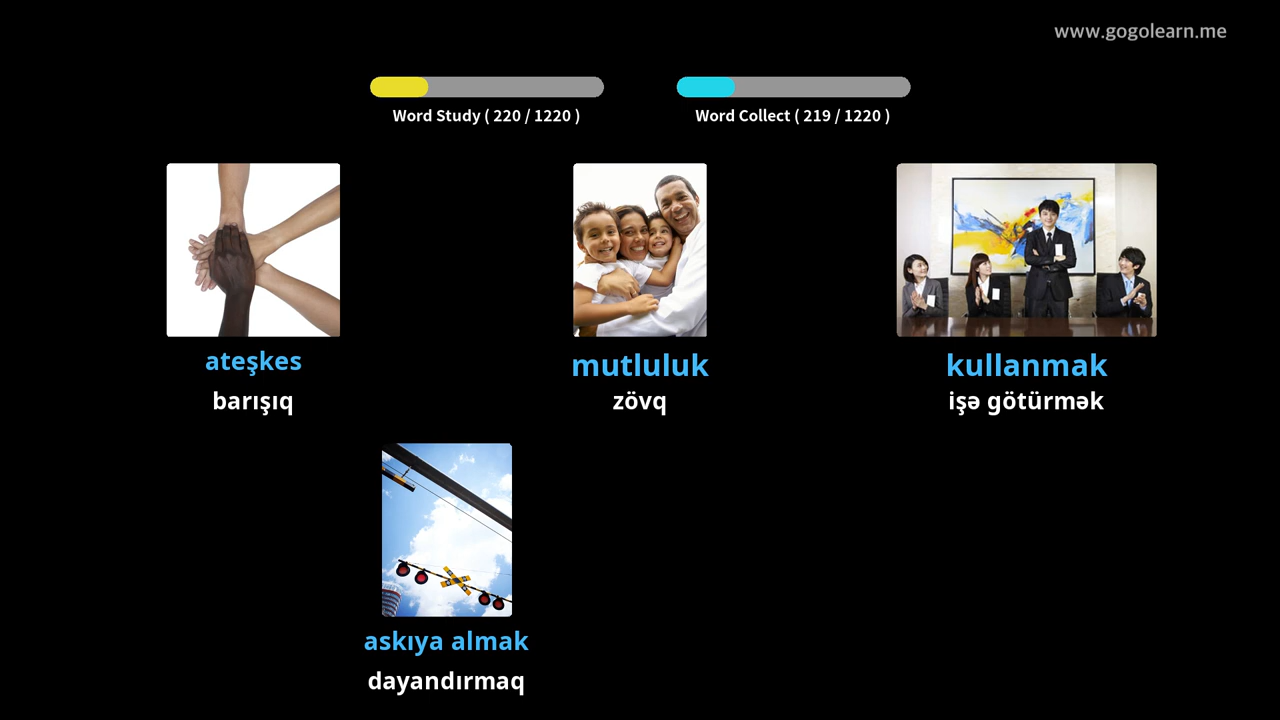 www.gogolearn.me
Word Study ( 220 / 1220 )
Word Collect ( 219 / 1220 )
ateşkes
barışıq
mutluluk
zövq
kullanmak
işə götürmək
askıya almak
dayandırmaq